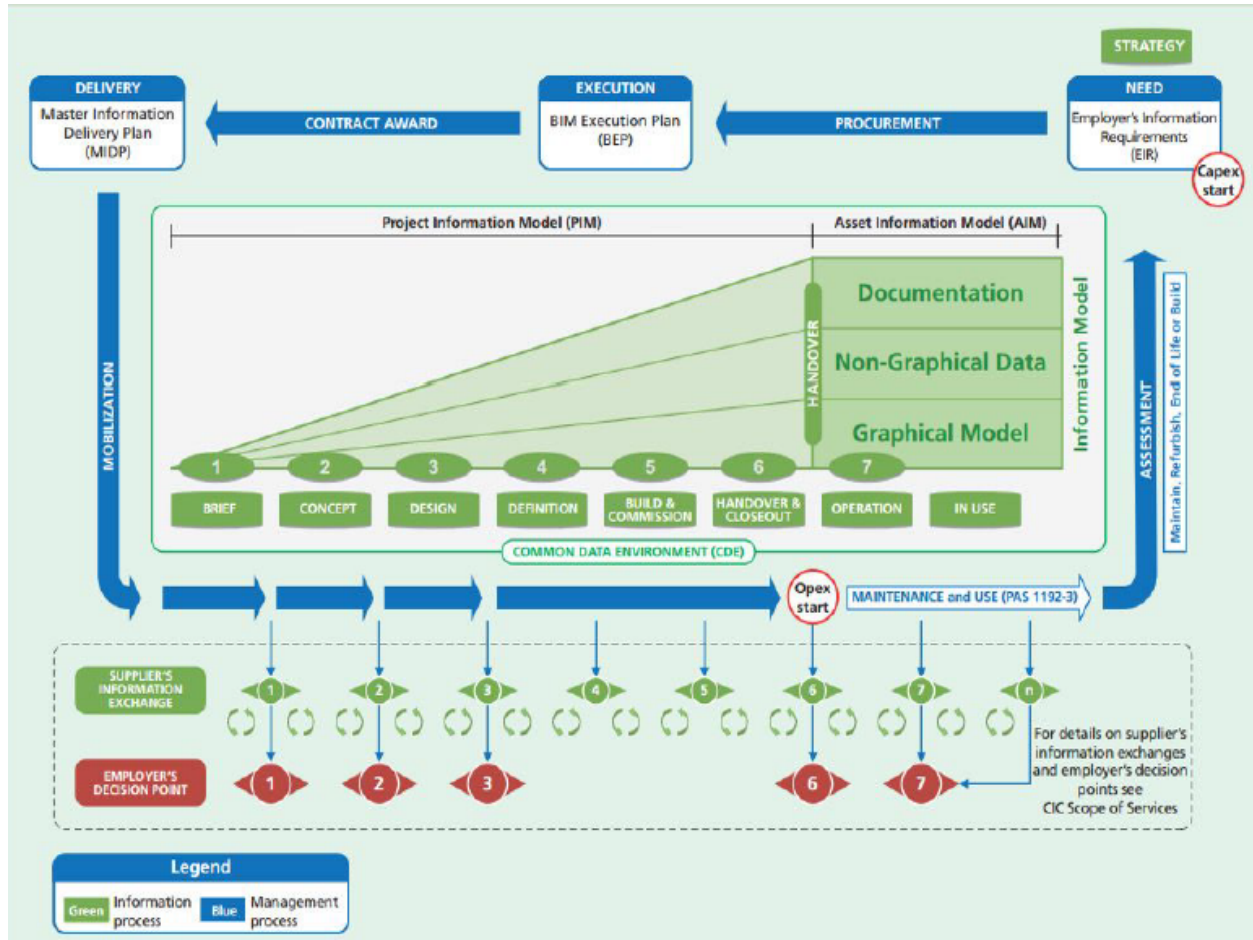 STRATEGY
DELIVERY
Master Information
Delivery Plan
(MIDP)
CONTRACT AWARD
EXECUTION
BIM Execution Plan
(BEP)
PROCUREMENT
NEED
Employer's Information
Requirements
(EIR)
Capex
start
Project Information Model (PIM)
Asset Information Model (AIM)
MOBILIZATION
HANDOVER
Documentation
Non-Graphical Data
Graphical Model
Information Model
ASSESSMENT
Maintain, Refurbish, End of Life or Build
1
2
3
4
5
6
7
BRIEF
CONCEPT
DESIGN
DEFINITION
BUILD &
COMMISSION
HANDOVER &
CLOSEOUT
OPERATION
IN USE
COMMON DATA ENVIRONMENT (CDE)
Opex
start
MAINTENANCE and USE (PAS 1192-3)
SUPPLIER'S
INFORMATION
EXCHANGE
1
2
3
4
5
6
7
n
For details on supplier's
information exchanges
and employer's decision
points see
CIC Scope of Services
EMPLOYER'S
DECISION POINT
1
2
3
6
7
Legend
Green
Information
process
Blue
Management
process